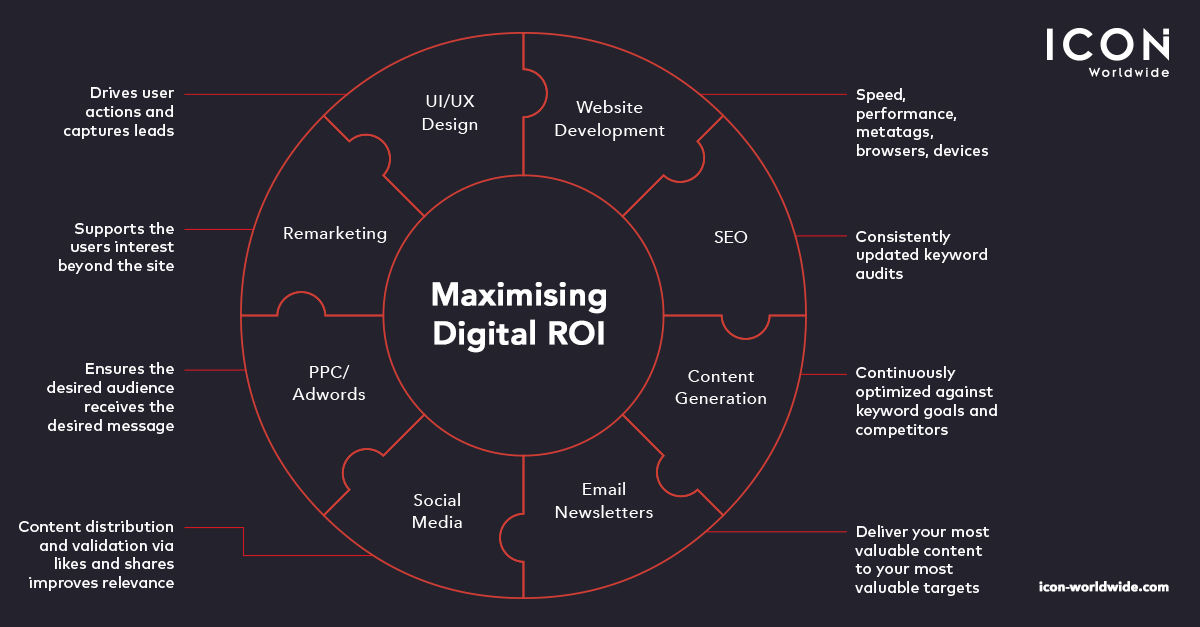 ICON
Worldwide
Drives user
actions and
captures leads
UI/UX
Design
Website
Development
Speed,
performance,
metatags,
browsers, devices
Supports the
users interest
beyond the site
Remarketing
SEO
Consistently
updated keyword
audits
Maximising
Digital ROI
Ensures the
desired audience
receives the
desired message
PPC/
Adwords
Content
Generation
Continuously
optimized against
keyword goals and
competitors
Content distribution
and validation via
likes and shares
improves relevance
Social
Media
Email
Newsletters
Deliver your most
valuable content
to your most
valuable targets
icon-worldwide.com